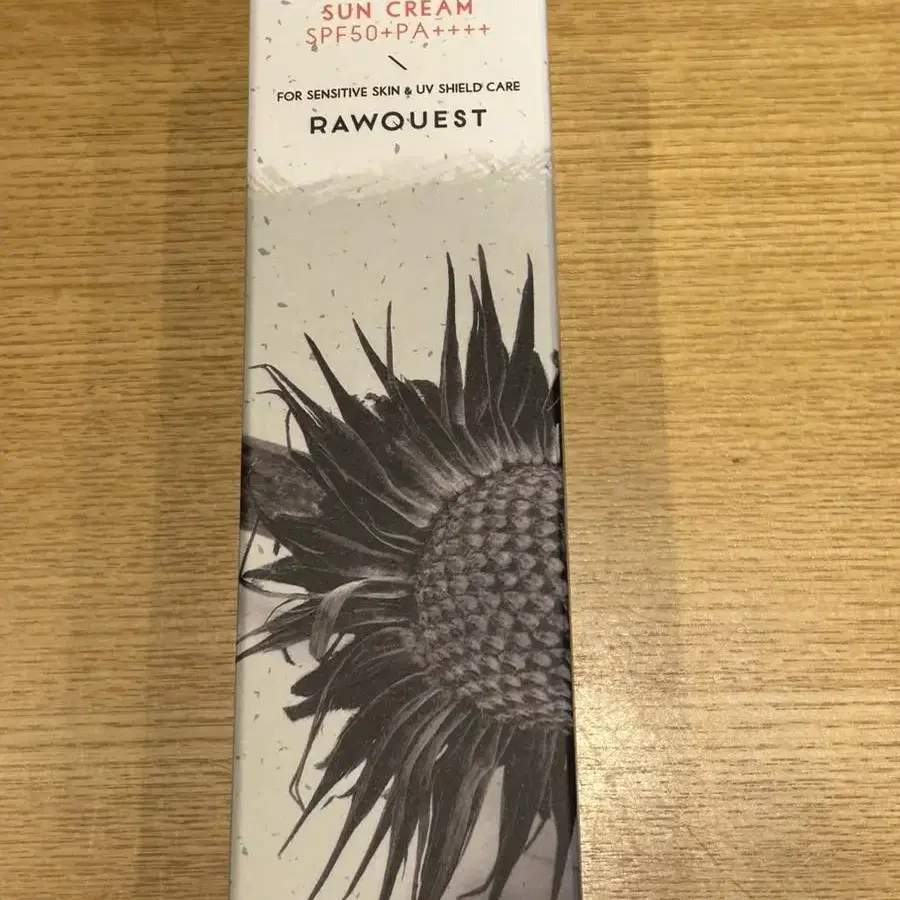 SUN CREAM
SPF50+PA++++
FOR SENSITIVE SKIN & UV SHIELD CARE
RAWQUEST